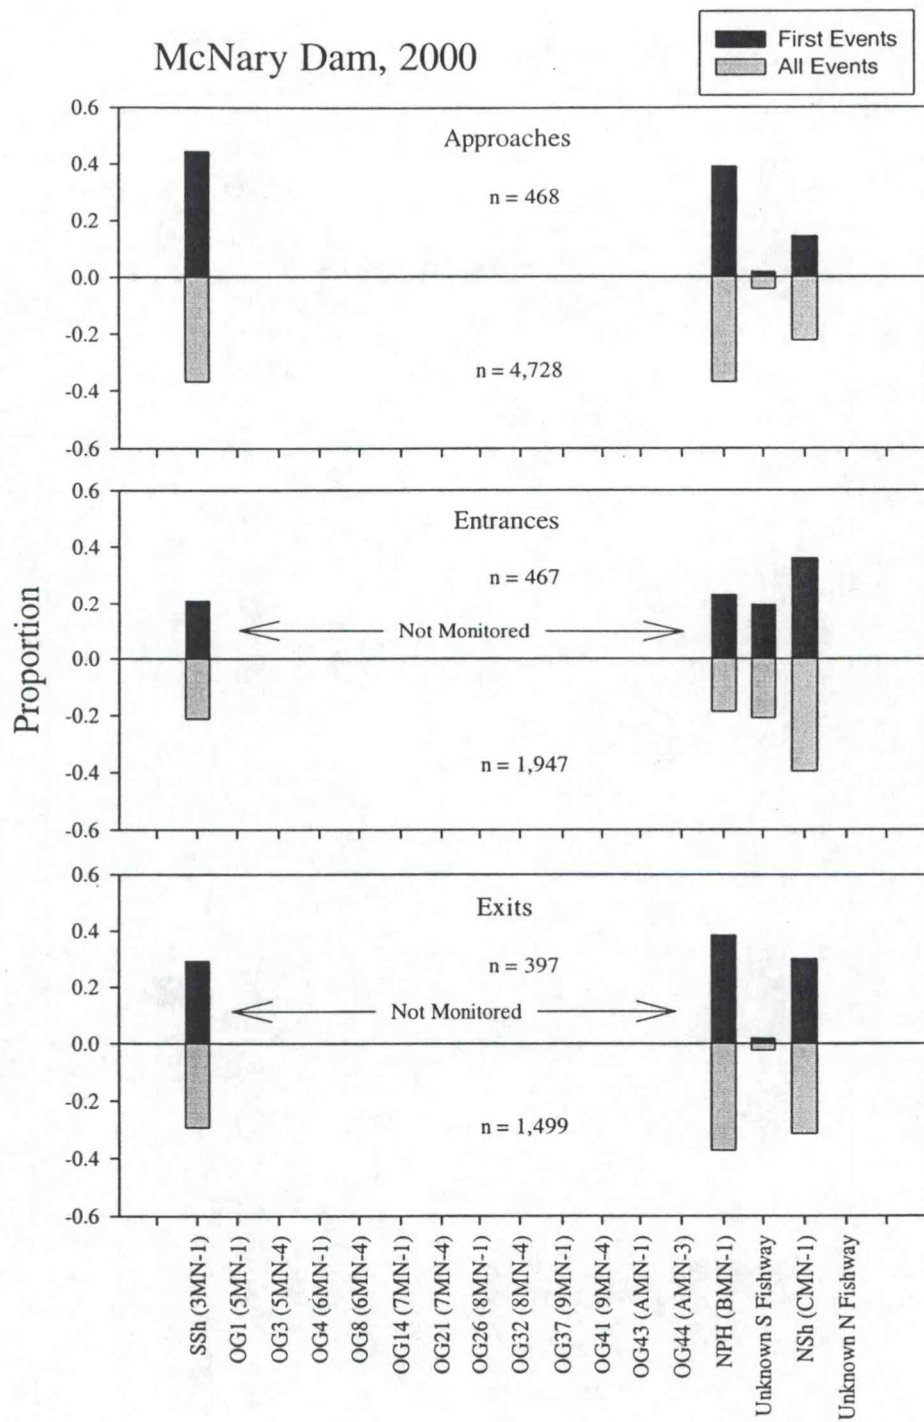 McNary Dam, 2000
First Events
All Events
Proportion
0.6
0.4
0.2
0.0
-0.2
-0.4
-0.6
Approaches
n = 468
n = 4,728
0.6
0.4
0.2
0.0
-0.2
-0.4
-0.6
Entrances
n = 467
Not Monitored
n = 1,947
0.6
0.4
0.2
0.0
-0.2
-0.4
-0.6
Exits
n = 397
Not Monitored
n = 1,499
SSh (3MN-1)
OG1 (5MN-1)
OG3 (5MN-4)
OG4 (6MN-1)
OG8 (6MN-4)
OG14 (7MN-1)
OG21 (7MN-4)
OG26 (8MN-1)
OG32 (8MN-4)
OG37 (9MN-1)
OG41 (9MN-4)
OG43 (AMN-1)
OG44 (AMN-3)
NPH (BMN-1)
Unknown S Fishway
NSh (CMN-1)
Unknown N Fishway